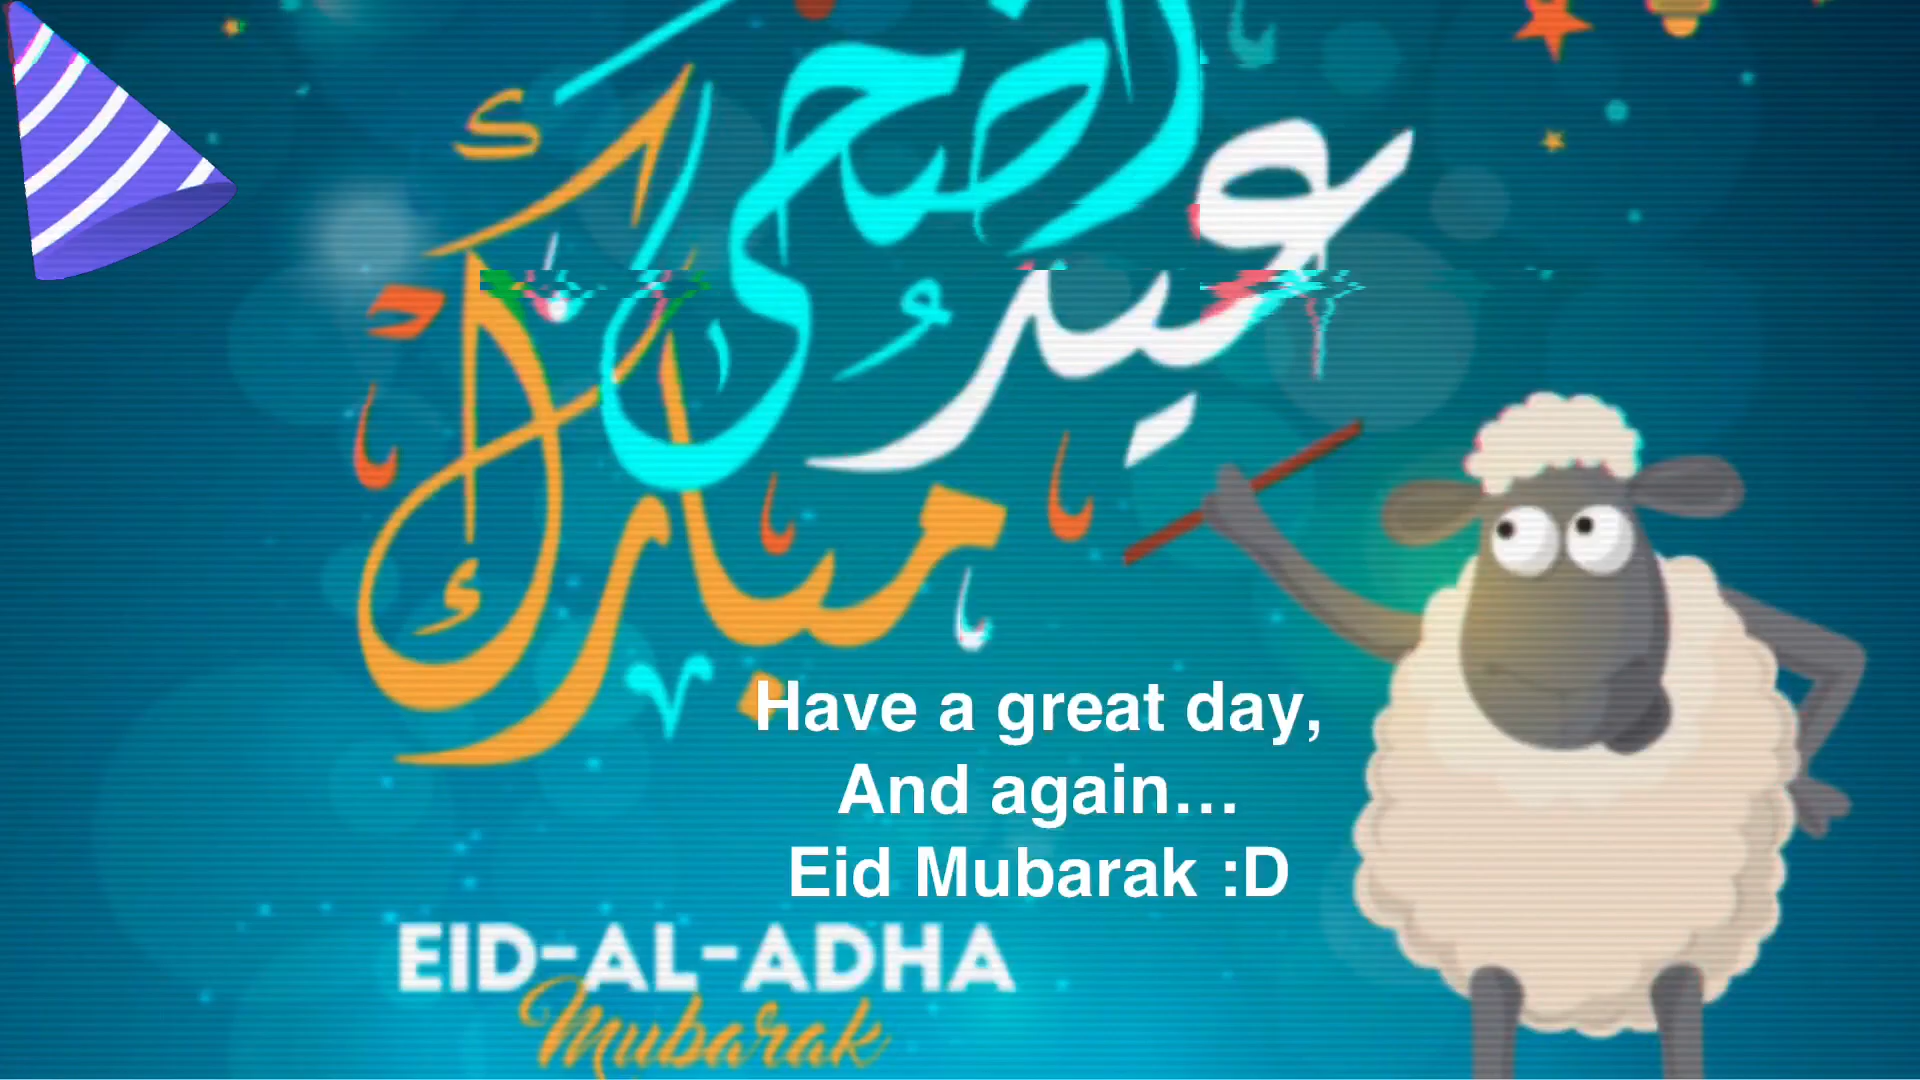 عيد أضحى
مبارك
Have a great day,
And again...
Eid Mubarak :D
EID-AL-ADHA
Mubarak